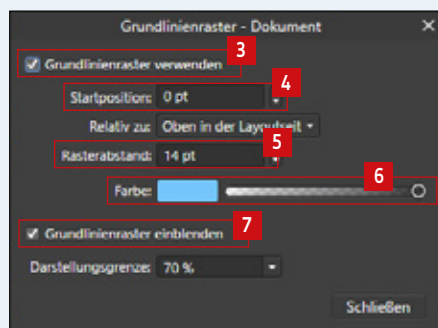 Grundlinienraster - Dokument
Grundlinienraster verwenden 3
Startposition: 0 pt 4
Relativ zu: Oben in der Layoutseit
Rasterabstand: 14 pt 5
Farbe: 6
Grundlinienraster einblenden 7
Darstellungsgrenze: 70 %
Schließen